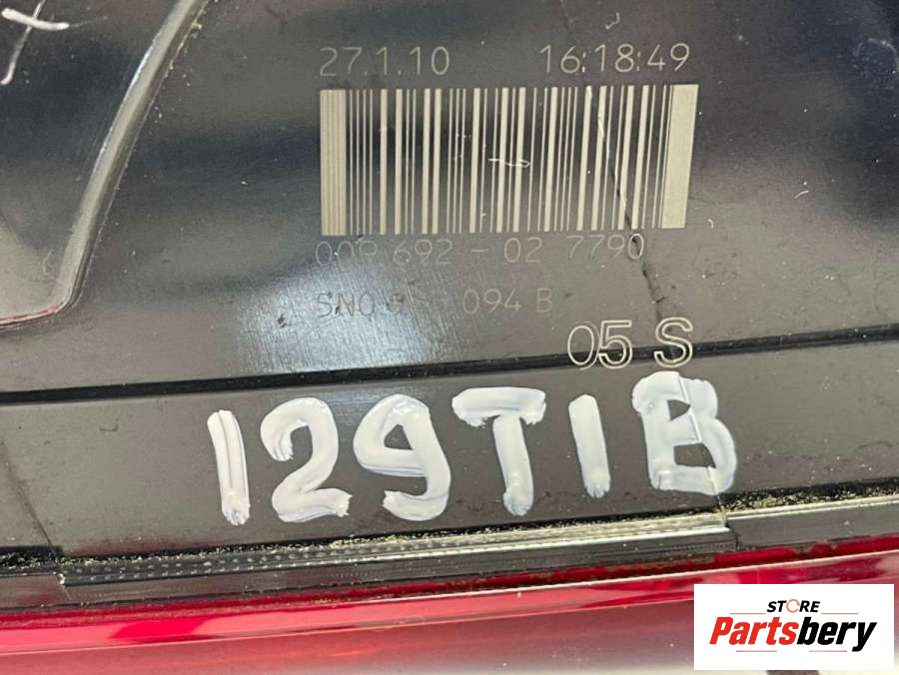 27.1.10 16:18:49
692-02 7790
094 B
05 S
129TIB
STORE
Partsbery